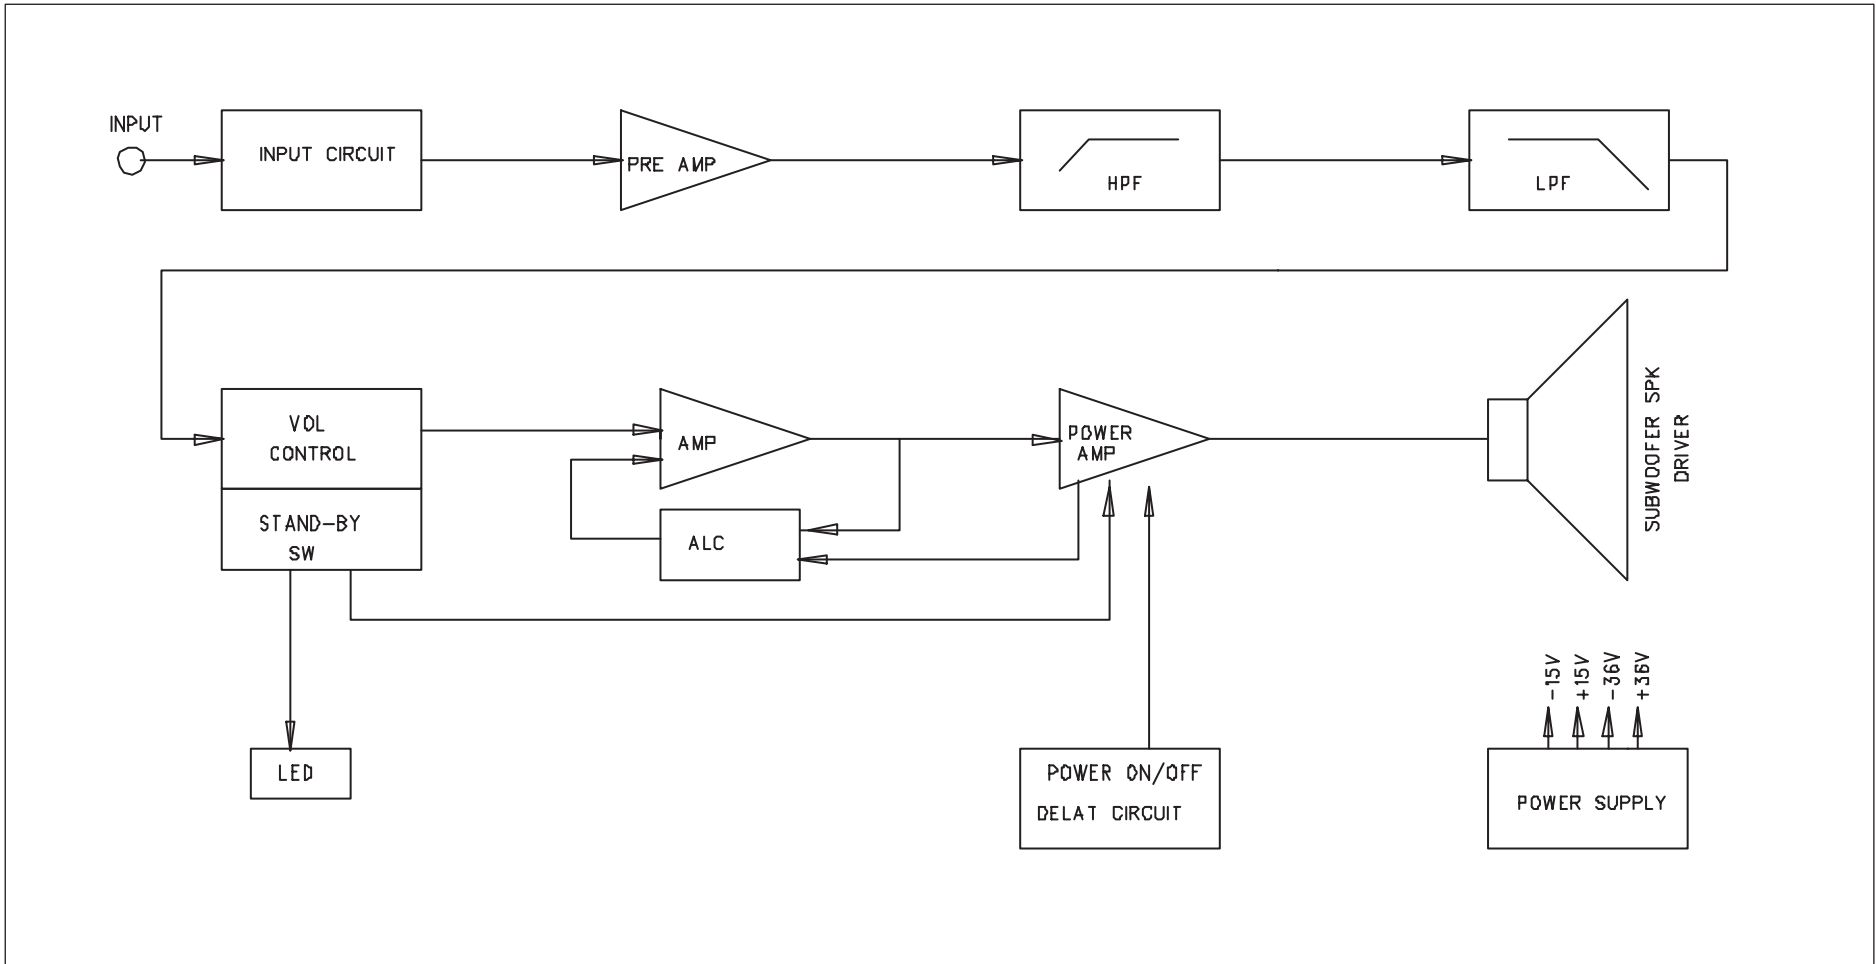 INPUT
INPUT CIRCUIT
PRE AMP
HPF
LPF
VOL
CONTROL
STAND-BY
SW
AMP
ALC
POWER
AMP
SUBWOOFER SPK
DRIVER
-15V
+15V
-36V
+36V
LED
POWER ON/OFF
DELAT CIRCUIT
POWER SUPPLY